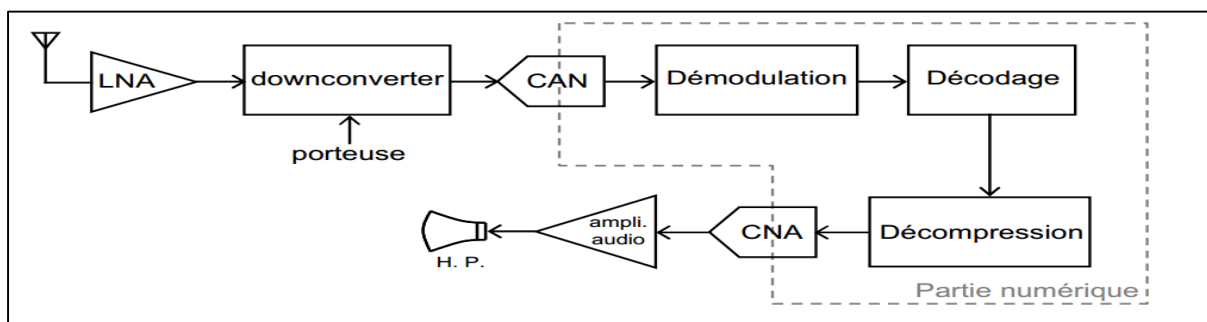 LNA
downconverter
CAN
Démodulation
Décodage
porteuse
ampli.
audio
CNA
Décompression
H. P.
Partie numérique